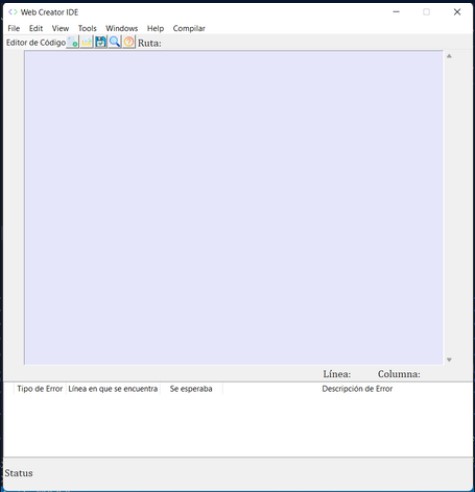 Web Creator IDE
File Edit View Tools Windows Help Compilar
Editor de Código Ruta:
Línea: Columna:
Tipo de Error Línea en que se encuentra Se esperaba Descripción de Error
Status